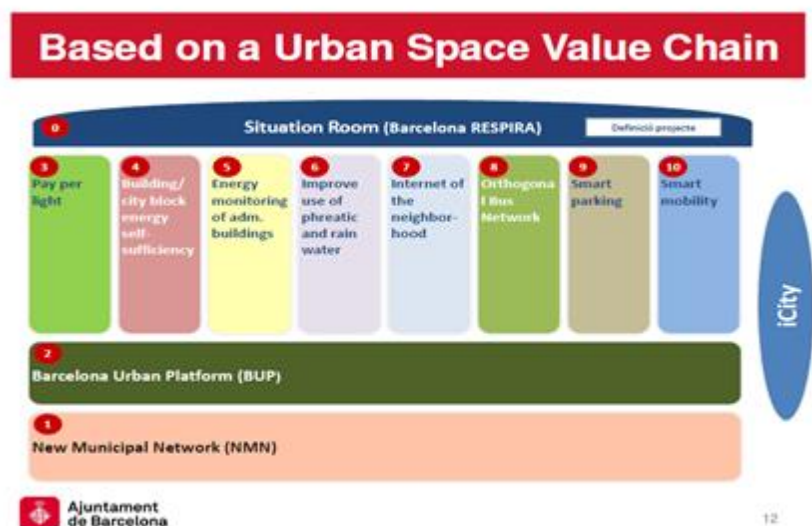 Based on a Urban Space Value Chain
0
Situation Room (Barcelona RESPIRA)
Definició projecte
3
Pay per
light
4
Building/
city block
energy
self-
sufficiency
5
Energy
monitoring
of adm.
buildings
6
Improve
use of
phreatic
and rain
water
7
Internet of
the
neighbor-
hood
8
Orthogona
l Bus
Network
9
Smart
parking
10
Smart
mobility
iCity
2
Barcelona Urban Platform (BUP)
1
New Municipal Network (NMN)
Ajuntament
de Barcelona
12